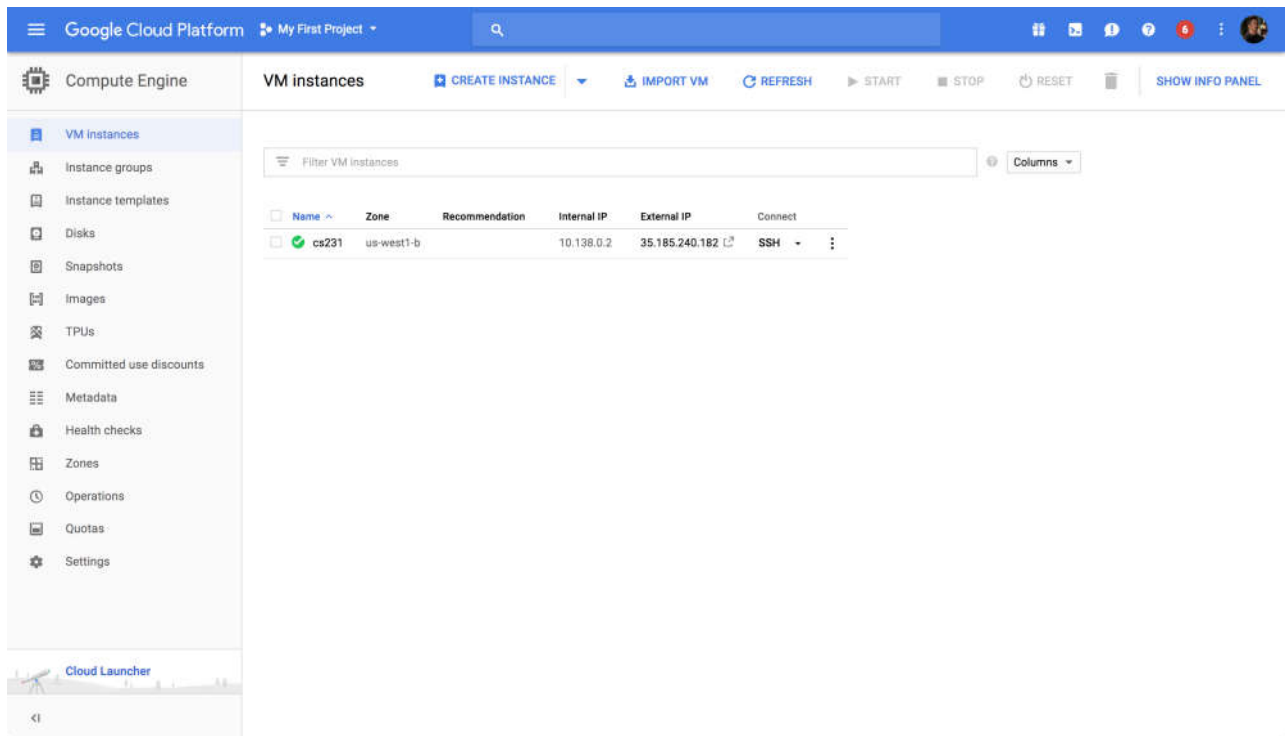 Google Cloud Platform My First Project 6
Compute Engine VM instances CREATE INSTANCE IMPORT VM REFRESH START STOP RESET SHOW INFO PANEL
VM instances
Instance groups
Instance templates
Disks
Snapshots
Images
TPUs
Committed use discounts
Metadata
Health checks
Zones
Operations
Quotas
Settings
Cloud Launcher
Filter VM instances Columns
Name Zone Recommendation Internal IP External IP Connect
cs231 us-west1-b 10.138.0.2 35.185.240.182 SSH